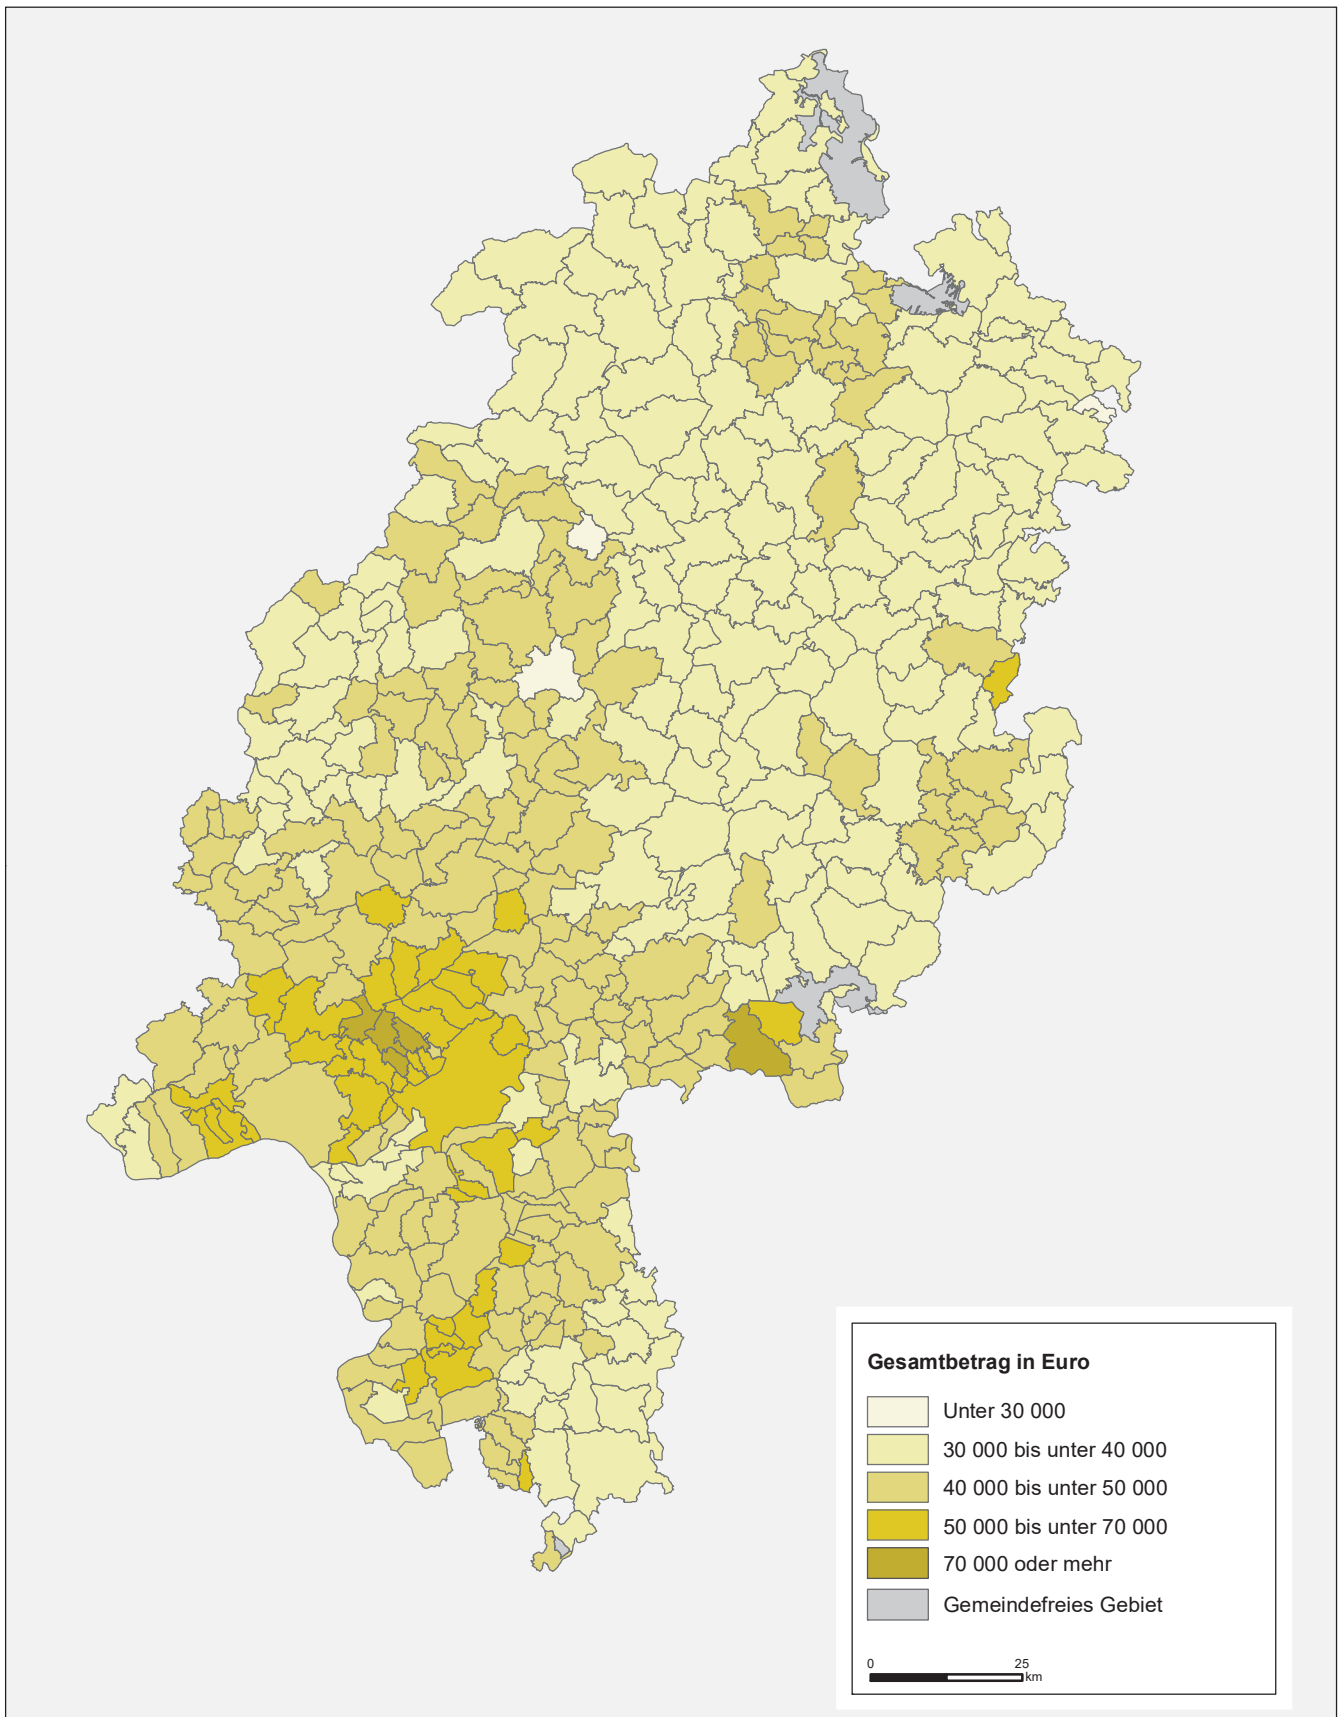 Gesamtbetrag in Euro
Unter 30 000
30 000 bis unter 40 000
40 000 bis unter 50 000
50 000 bis unter 70 000
70 000 oder mehr
Gemeindefreies Gebiet
0 25
km